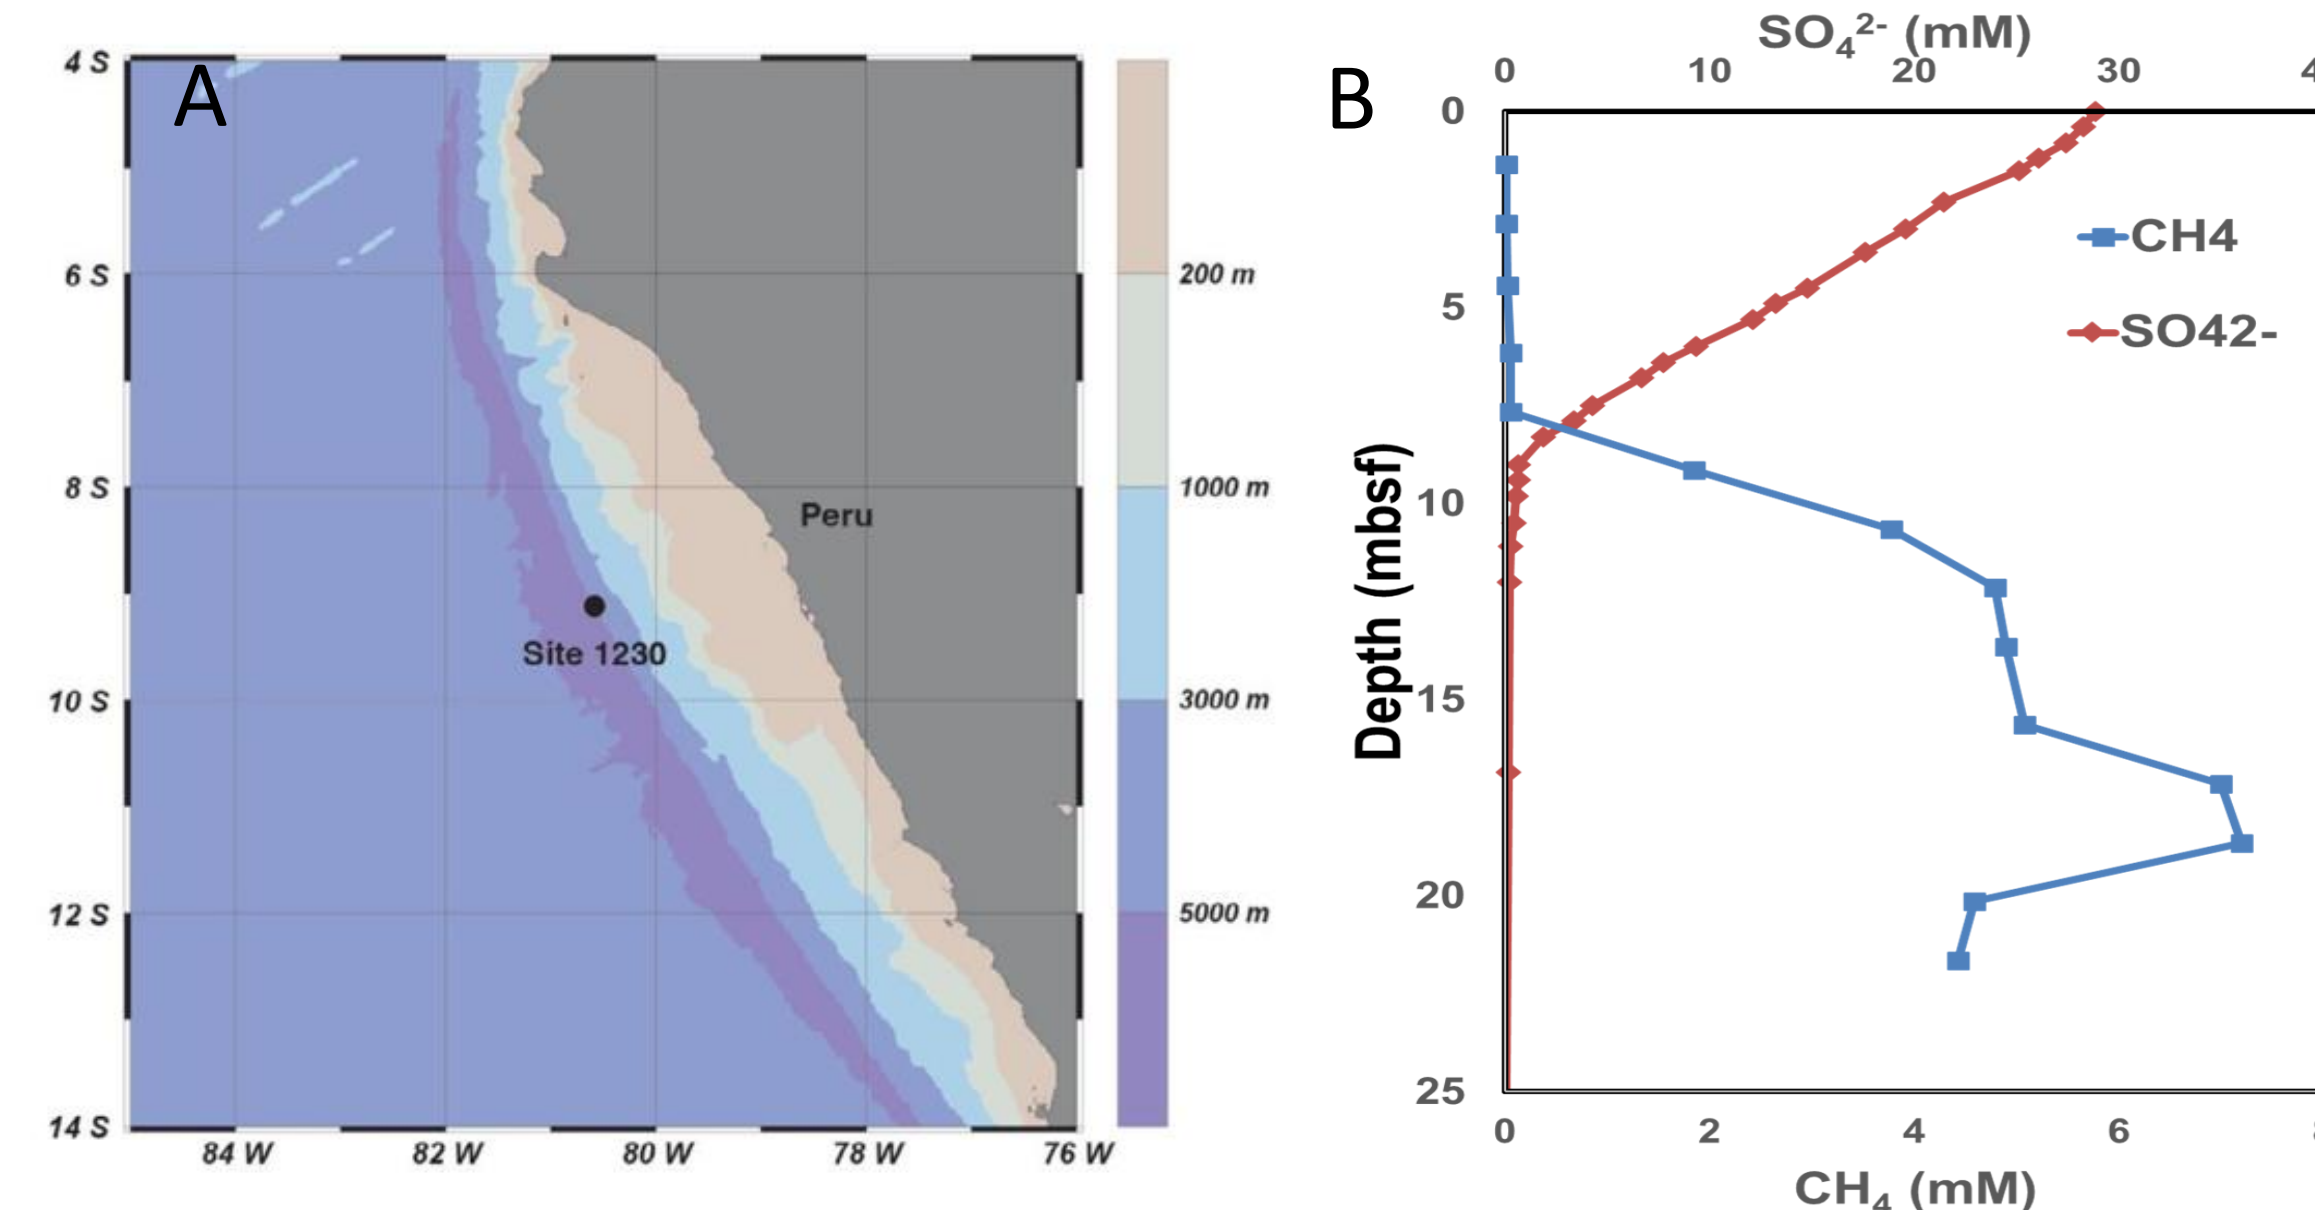 A
4 S
6 S
8 S
10 S
12 S
14 S
84 W
82 W
80 W
78 W
76 W
Peru
Site 1230
200 m
1000 m
3000 m
5000 m
B
SO₄²⁻ (mM)
0 10 20 30 4
0
5
10
15
20
25
Depth (mbsf)
CH4
SO42-
0 2 4 6
CH₄ (mM)